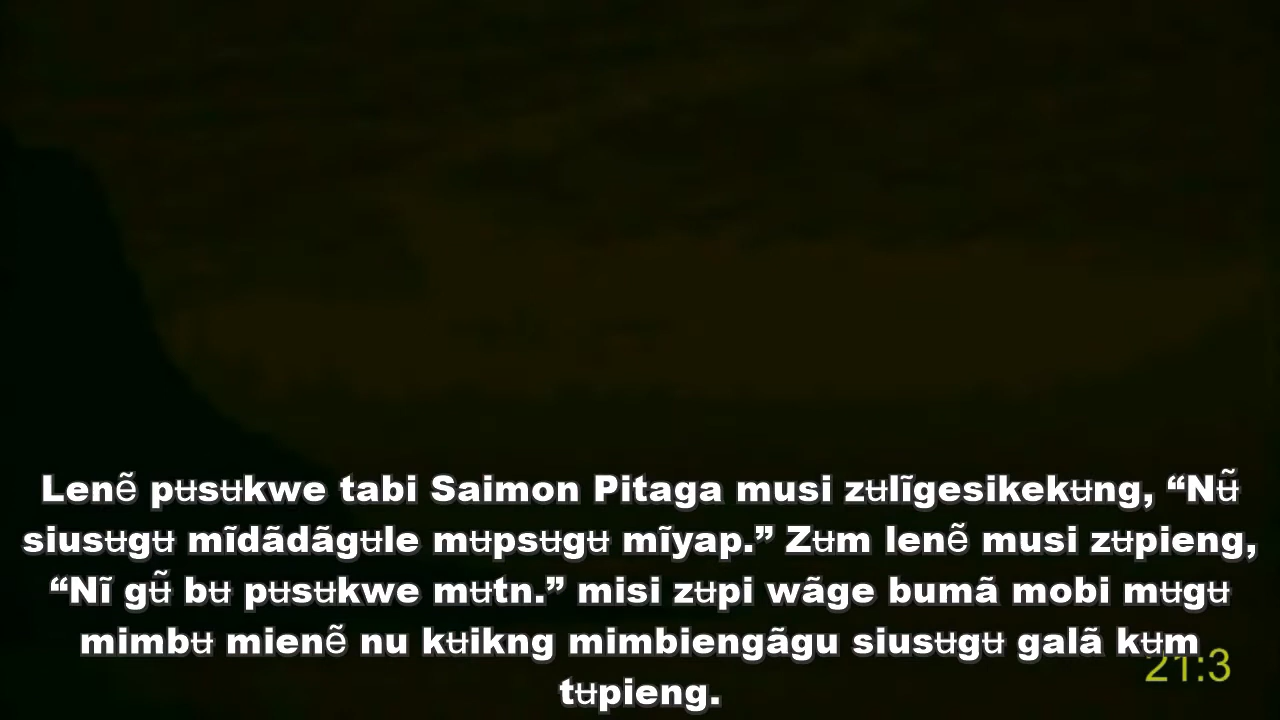 Lenẽ pʉsʉkwe tabi Saimon Pitaga musi zʉlĩgesikekʉng, “Nʉ̃
siusʉgʉ mĩdãdãgʉle mʉpsʉgʉ mĩyap.” Zʉm lenẽ musi zʉpieng,
“Nĩ gʉ̃ bʉ pʉsʉkwe mʉtn.” misi zʉpi wãge bumã mobi mʉgʉ
mimbʉ mienẽ nu kʉikng mimbiengãgu siusʉgʉ galã kʉm
tʉpieng.
21:3